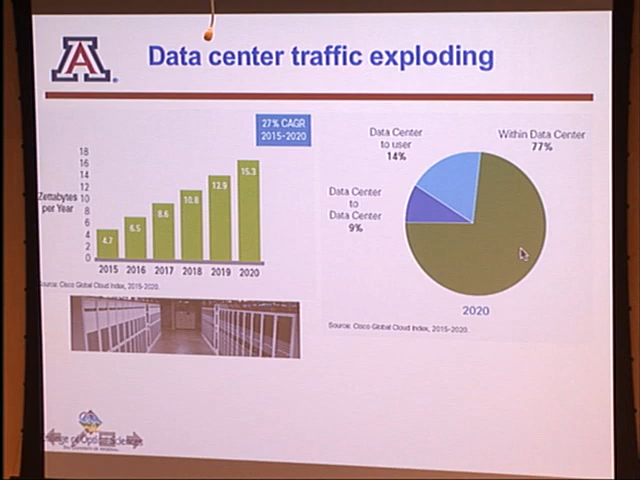 A
Data center traffic exploding
27% CAGR
2015-2020
Zettabytes
per Year
18
16
14
12
10
8
6
4
2
0
4.7
6.5
8.6
10.8
12.9
15.3
2015 2016 2017 2018 2019 2020
Source: Cisco Global Cloud Index, 2015-2020.
Data Center
to user
14%
Within Data Center
77%
Data Center
to
Data Center
9%
2020
Source: Cisco Global Cloud Index, 2015-2020.
of Optical Sciences